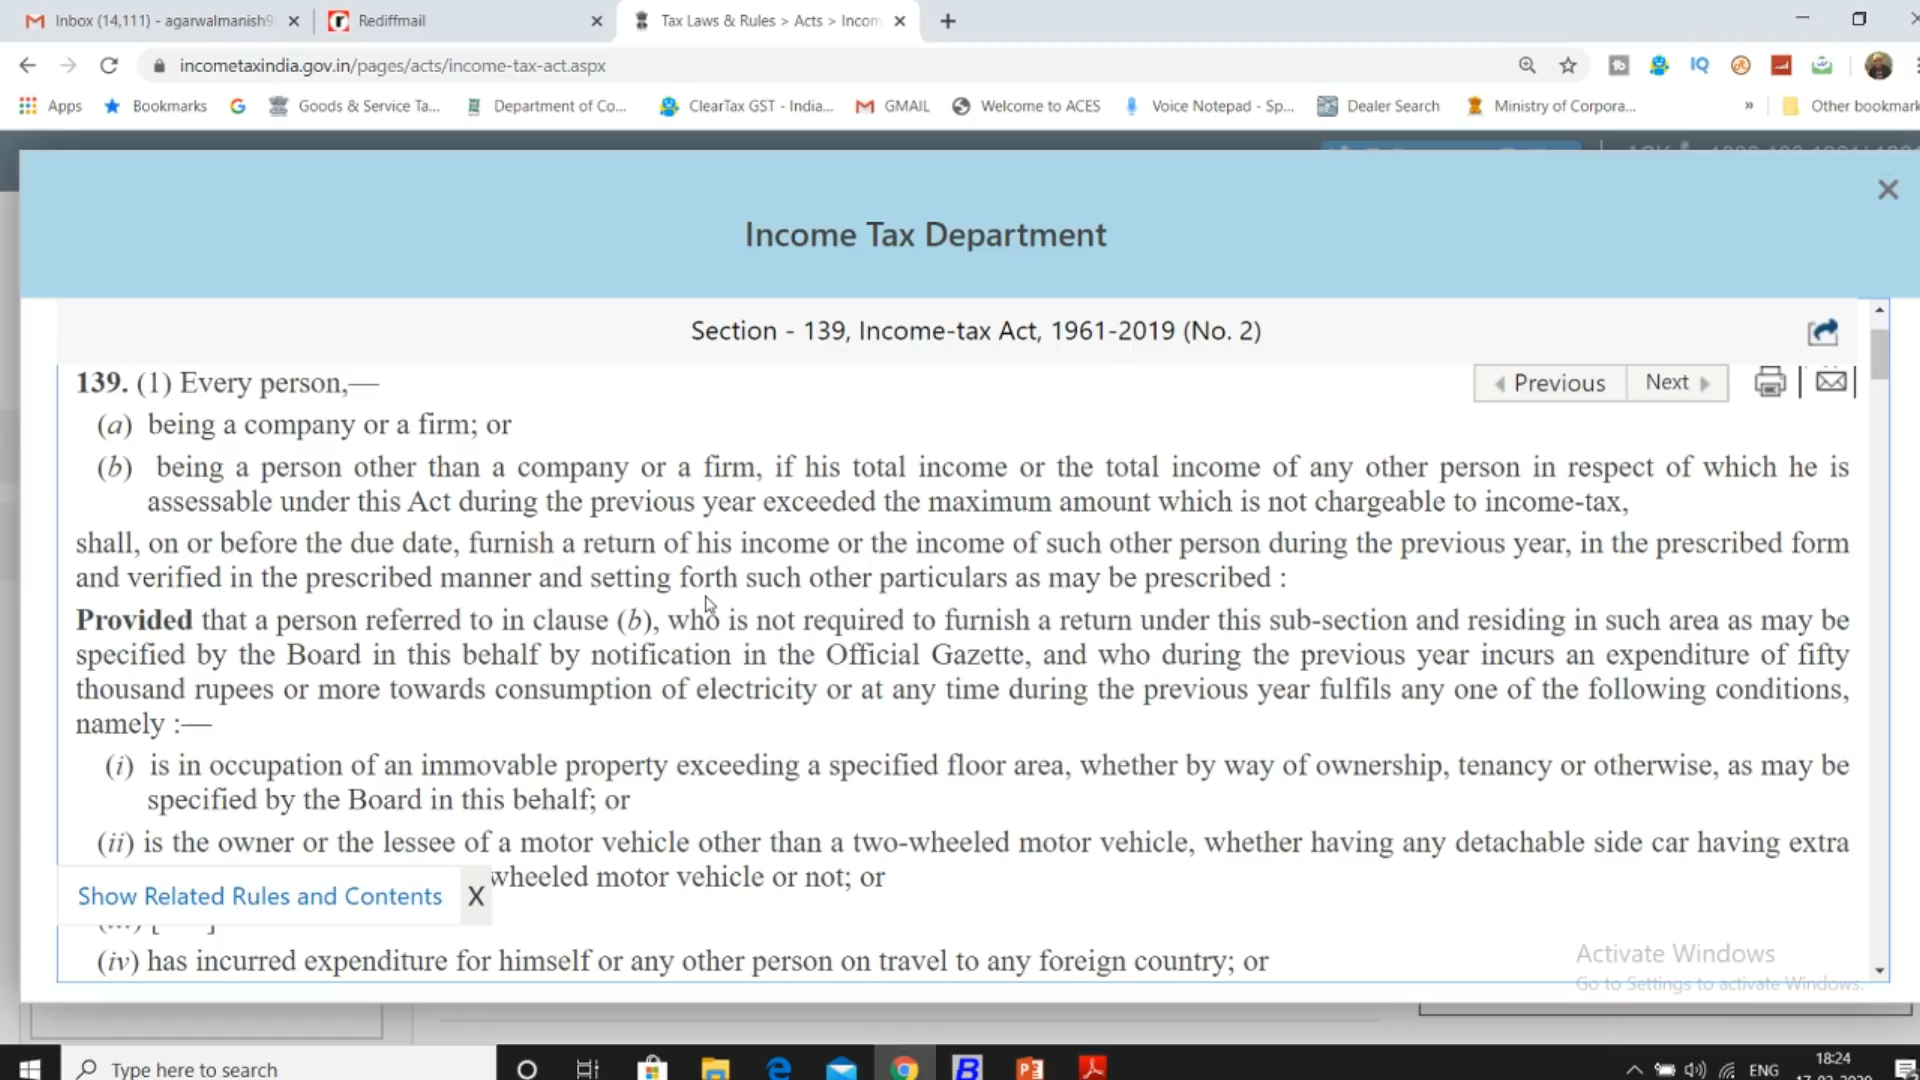 Inbox (14,111) - agarwalmanish9
Rediffmail
Tax Laws & Rules > Acts > Incom
incometaxindia.gov.in/pages/acts/income-tax-act.aspx
Apps
Bookmarks
Goods & Service Ta...
Department of Co...
ClearTax GST - India...
GMAIL
Welcome to ACES
Voice Notepad - Sp...
Dealer Search
Ministry of Corpora...
»
Other bookmark
Income Tax Department
Section - 139, Income-tax Act, 1961-2019 (No. 2)
139. (1) Every person,—
Previous
Next
(a) being a company or a firm; or
(b) being a person other than a company or a firm, if his total income or the total income of any other person in respect of which he is
assessable under this Act during the previous year exceeded the maximum amount which is not chargeable to income-tax,
shall, on or before the due date, furnish a return of his income or the income of such other person during the previous year, in the prescribed form
and verified in the prescribed manner and setting forth such other particulars as may be prescribed :
Provided that a person referred to in clause (b), who is not required to furnish a return under this sub-section and residing in such area as may be
specified by the Board in this behalf by notification in the Official Gazette, and who during the previous year incurs an expenditure of fifty
thousand rupees or more towards consumption of electricity or at any time during the previous year fulfils any one of the following conditions,
namely :—
(i) is in occupation of an immovable property exceeding a specified floor area, whether by way of ownership, tenancy or otherwise, as may be
specified by the Board in this behalf; or
(ii) is the owner or the lessee of a motor vehicle other than a two-wheeled motor vehicle, whether having any detachable side car having extra
wheeled motor vehicle or not; or
Show Related Rules and Contents X
(iv) has incurred expenditure for himself or any other person on travel to any foreign country; or
Activate Windows
Go to Settings to activate Windows.
Type here to search
ENG
18:24